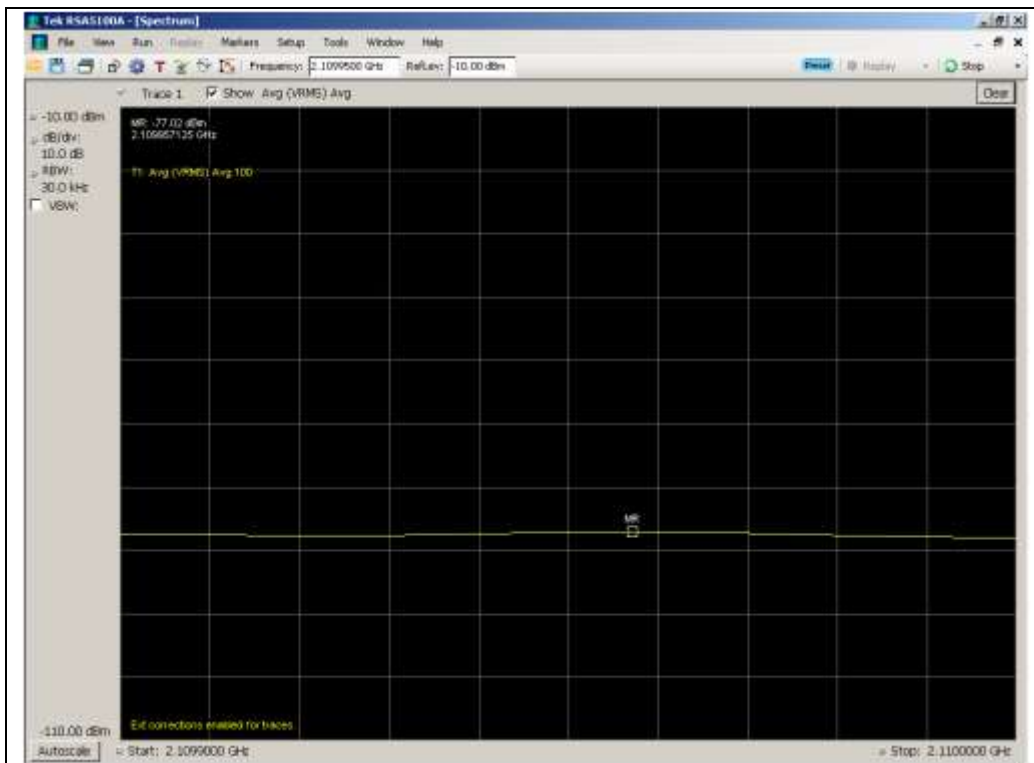 Tek RSA5100A - [Spectrum]
File View Run Replay Markers Setup Tools Window Help
Frequency: 2.1099500 GHz RefLev: -10.00 dBm Preset Replay Stop
Trace 1 Show Avg (VRMS) Avg Clear
-10.00 dBm
dB/div:
10.0 dB
RBW:
30.0 kHz
VBW:
MR: -77.02 dBm
2.109957125 GHz
T1 Avg (VRMS) Avg:100
MR
Ext corrections enabled for traces
-110.00 dBm
Autoscale Start: 2.1099000 GHz Stop: 2.1100000 GHz